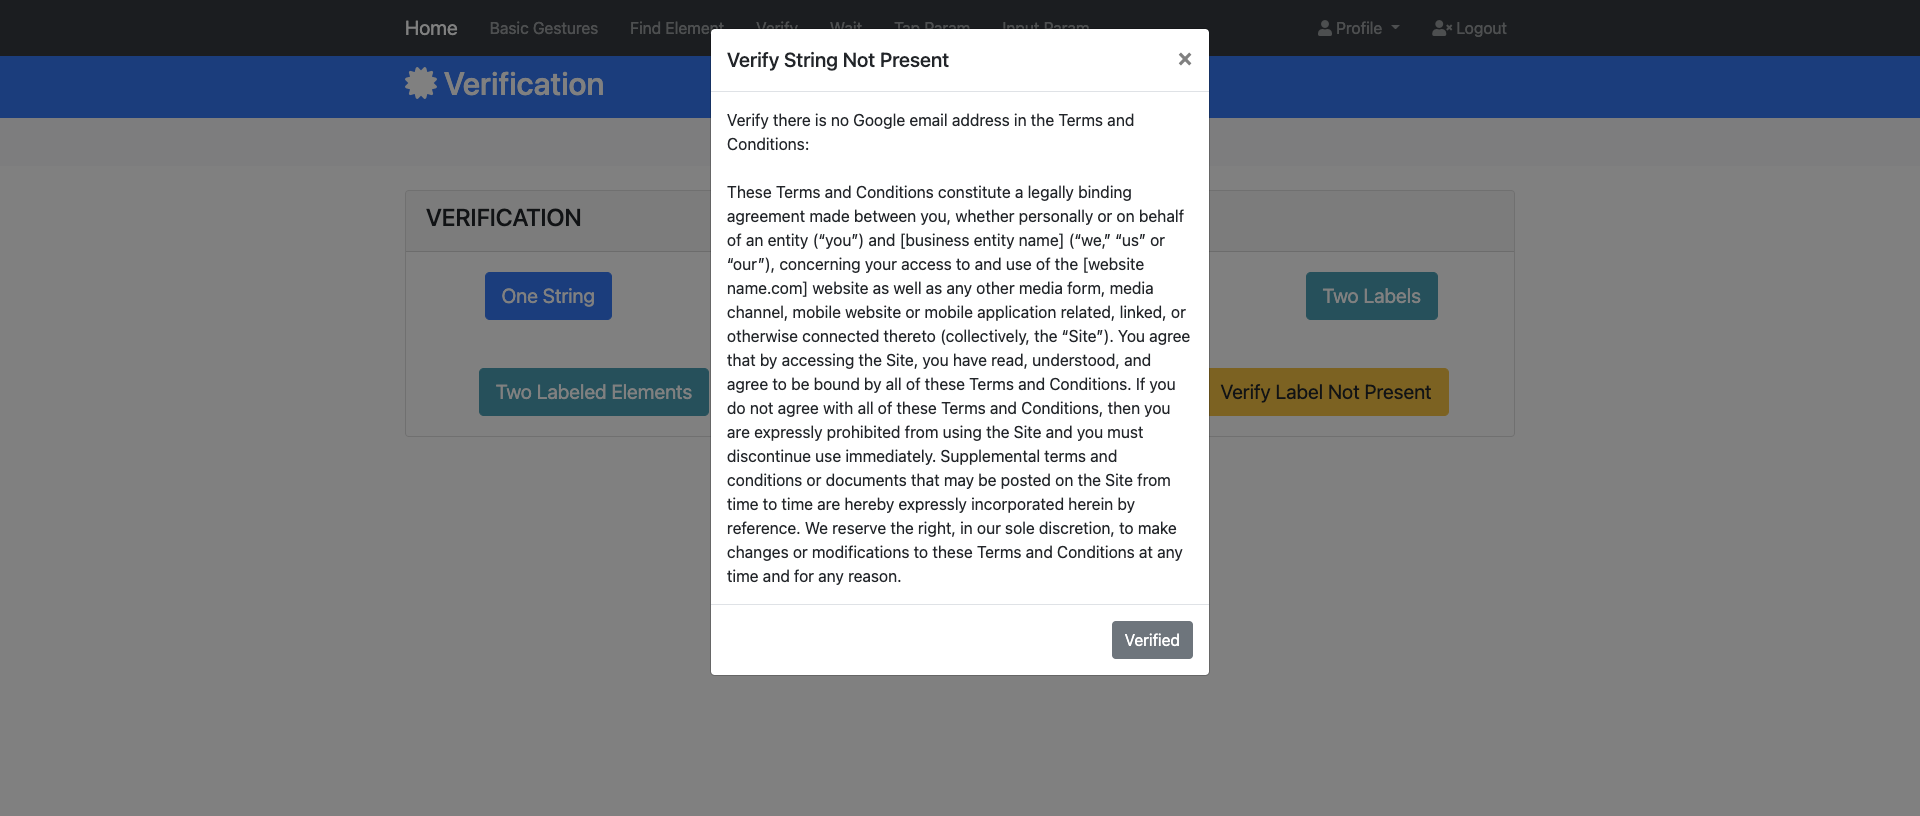 Home Basic Gestures Find Element Verify Wait Tap Param Input Param Profile Logout
Verification
Verify String Not Present ×
Verify there is no Google email address in the Terms and
Conditions:
These Terms and Conditions constitute a legally binding
agreement made between you, whether personally or on behalf
of an entity (“you”) and [business entity name] (“we,” “us” or
“our”), concerning your access to and use of the [website
name.com] website as well as any other media form, media
channel, mobile website or mobile application related, linked, or
otherwise connected thereto (collectively, the “Site”). You agree
that by accessing the Site, you have read, understood, and
agree to be bound by all of these Terms and Conditions. If you
do not agree with all of these Terms and Conditions, then you
are expressly prohibited from using the Site and you must
discontinue use immediately. Supplemental terms and
conditions or documents that may be posted on the Site from
time to time are hereby expressly incorporated herein by
reference. We reserve the right, in our sole discretion, to make
changes or modifications to these Terms and Conditions at any
time and for any reason.
Verified
VERIFICATION
One String
Two Labels
Two Labeled Elements
Verify Label Not Present